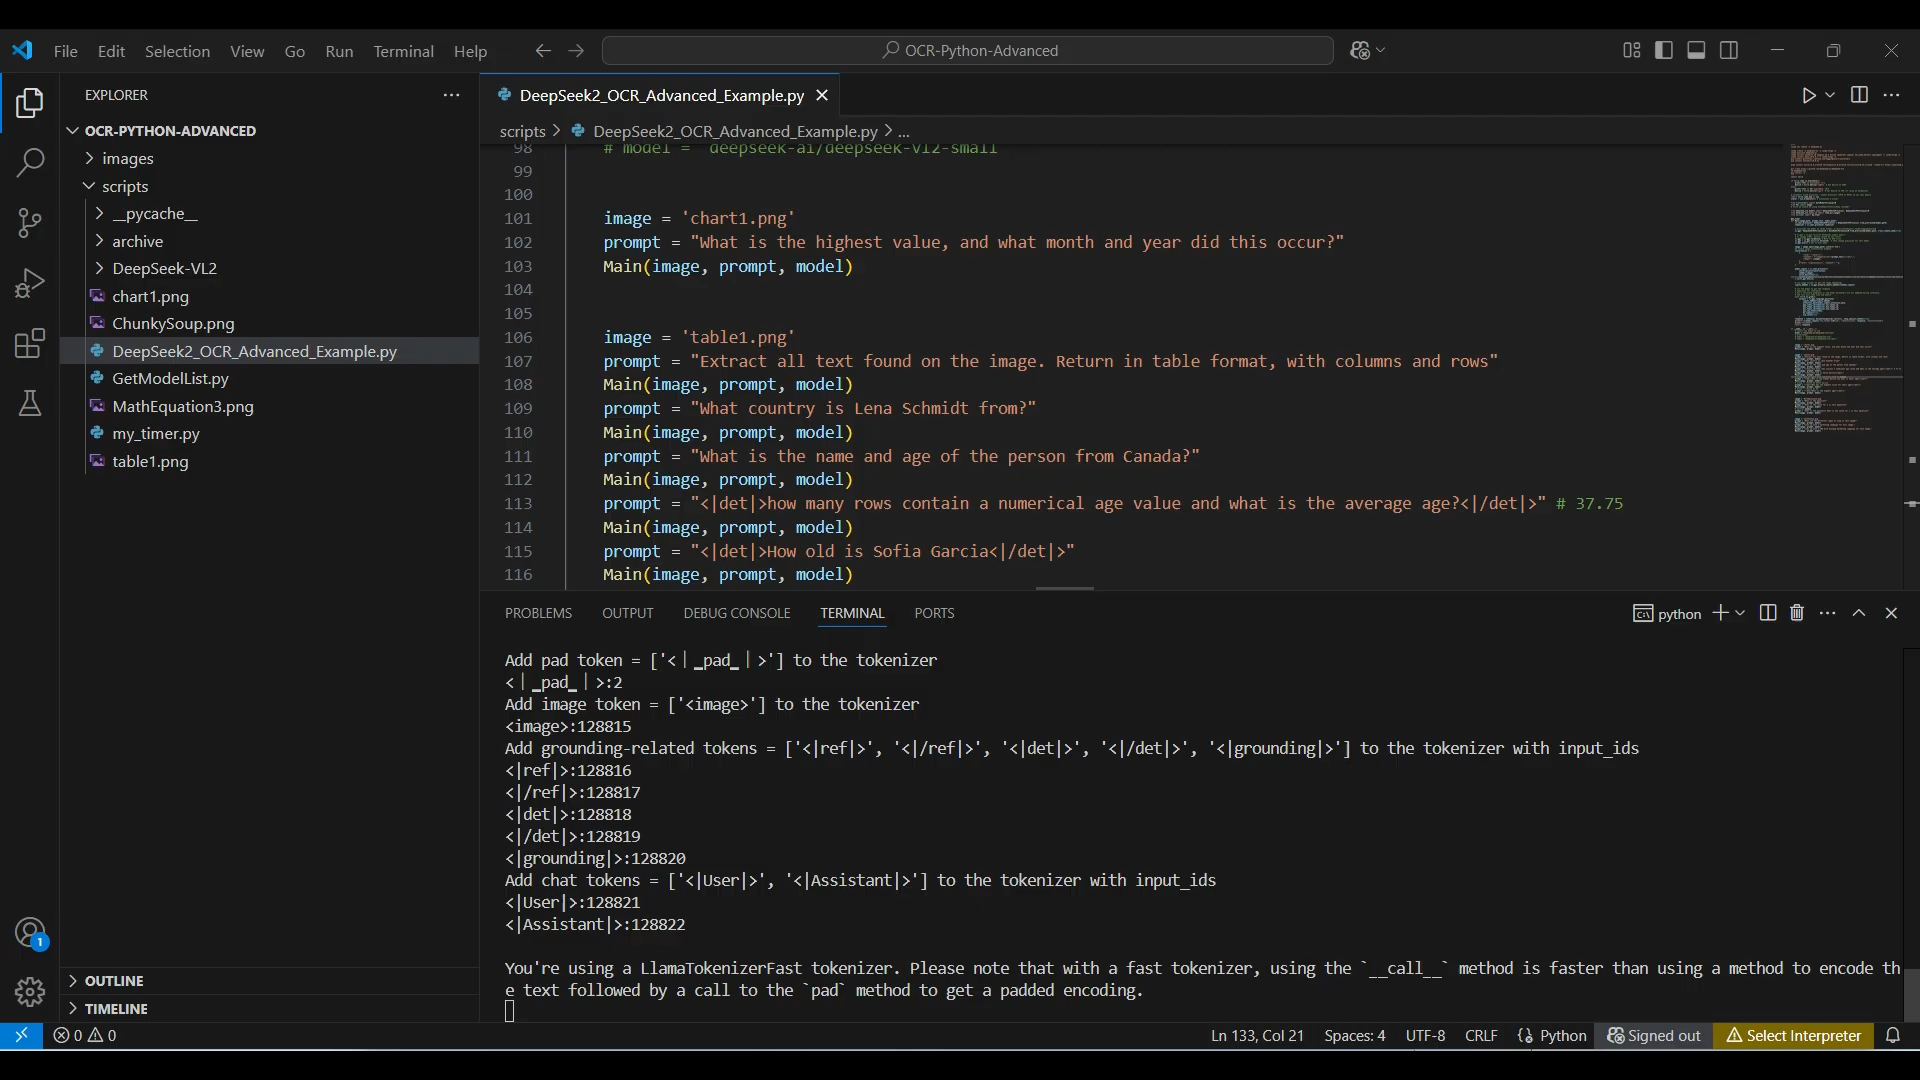 File Edit Selection View Go Run Terminal Help
OCR-Python-Advanced
EXPLORER
OCR-PYTHON-ADVANCED
images
scripts
__pycache__
archive
DeepSeek-VL2
chart1.png
ChunkySoup.png
DeepSeek2_OCR_Advanced_Example.py
GetModelList.py
MathEquation3.png
my_timer.py
table1.png
OUTLINE
TIMELINE
DeepSeek2_OCR_Advanced_Example.py
scripts > DeepSeek2_OCR_Advanced_Example.py > ...
98 # model = "deepseek-ai/deepseek-vl2-small"
99
100
101 image = 'chart1.png'
102 prompt = "What is the highest value, and what month and year did this occur?"
103 Main(image, prompt, model)
104
105
106 image = 'table1.png'
107 prompt = "Extract all text found on the image. Return in table format, with columns and rows"
108 Main(image, prompt, model)
109 prompt = "What country is Lena Schmidt from?"
110 Main(image, prompt, model)
111 prompt = "What is the name and age of the person from Canada?"
112 Main(image, prompt, model)
113 prompt = "<|det|>how many rows contain a numerical age value and what is the average age?<|/det|>" # 37.75
114 Main(image, prompt, model)
115 prompt = "<|det|>How old is Sofia Garcia<|/det|>"
116 Main(image, prompt, model)
PROBLEMS OUTPUT DEBUG CONSOLE TERMINAL PORTS
python
Add pad token = ['<｜▁pad▁｜>'] to the tokenizer
<｜▁pad▁｜>:2
Add image token = ['<image>'] to the tokenizer
<image>:128815
Add grounding-related tokens = ['<|ref|>', '<|/ref|>', '<|det|>', '<|/det|>', '<|grounding|>'] to the tokenizer with input_ids
<|ref|>:128816
<|/ref|>:128817
<|det|>:128818
<|/det|>:128819
<|grounding|>:128820
Add chat tokens = ['<|User|>', '<|Assistant|>'] to the tokenizer with input_ids
<|User|>:128821
<|Assistant|>:128822
You're using a LlamaTokenizerFast tokenizer. Please note that with a fast tokenizer, using the `__call__` method is faster than using a method to encode th
e text followed by a call to the `pad` method to get a padded encoding.
1
0 0
Ln 133, Col 21 Spaces: 4 UTF-8 CRLF Python Signed out Select Interpreter